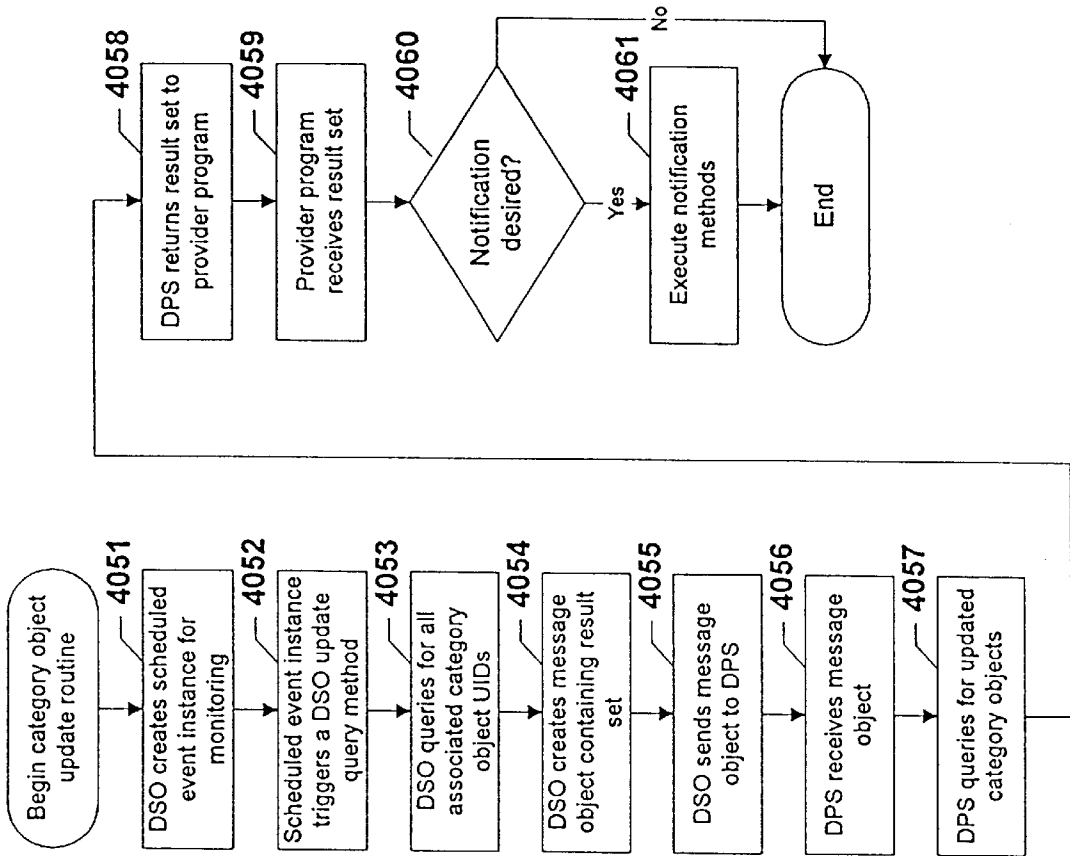 Begin category object
update routine
4051
DSO creates scheduled
event instance for
monitoring
4052
Scheduled event instance
triggers a DSO update
query method
4053
DSO queries for all
associated category
object UIDs
4054
DSO creates message
object containing result
set
4055
DSO sends message
object to DPS
4056
DPS receives message
object
4057
DPS queries for updated
category objects
4058
DPS returns result set to
provider program
4059
Provider program
receives result set
4060
Notification
desired?
No
Yes
4061
Execute notification
methods
End